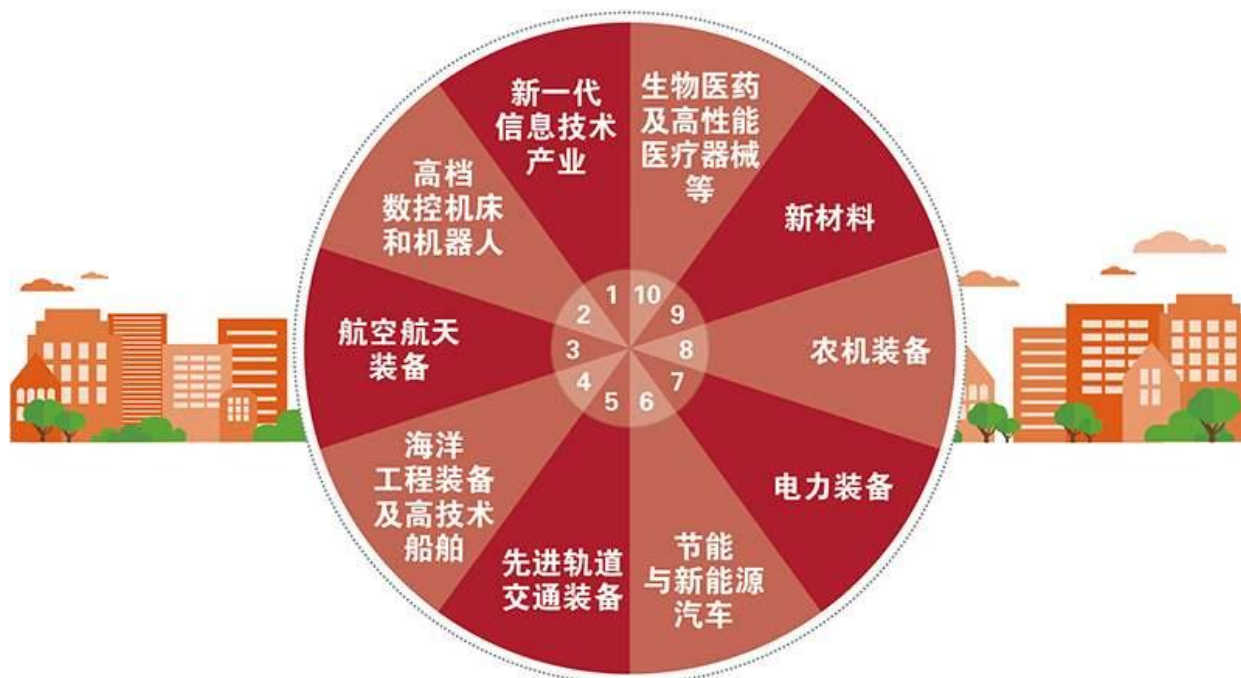 新一代
信息技术
产业
1
高档
数控机床
和机器人
2
航空航天
装备
3
海洋
工程装备
及高技术
船舶
4
先进轨道
交通装备
5
节能
与新能源
汽车
6
电力装备
7
农机装备
8
新材料
9
生物医药
及高性能
医疗器械
等
10